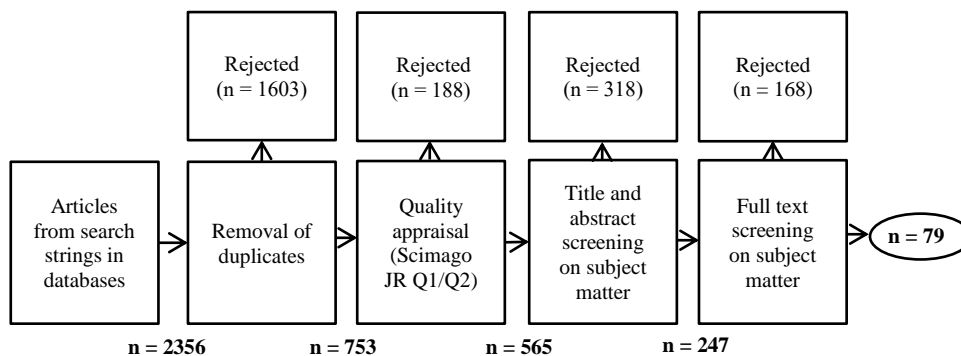 Rejected
(n = 1603)
Rejected
(n = 188)
Rejected
(n = 318)
Rejected
(n = 168)
Articles
from search
strings in
databases
Removal of
duplicates
Quality
appraisal
(Scimago
JR Q1/Q2)
Title and
abstract
screening
on subject
matter
Full text
screening
on subject
matter
n = 79
n = 2356
n = 753
n = 565
n = 247